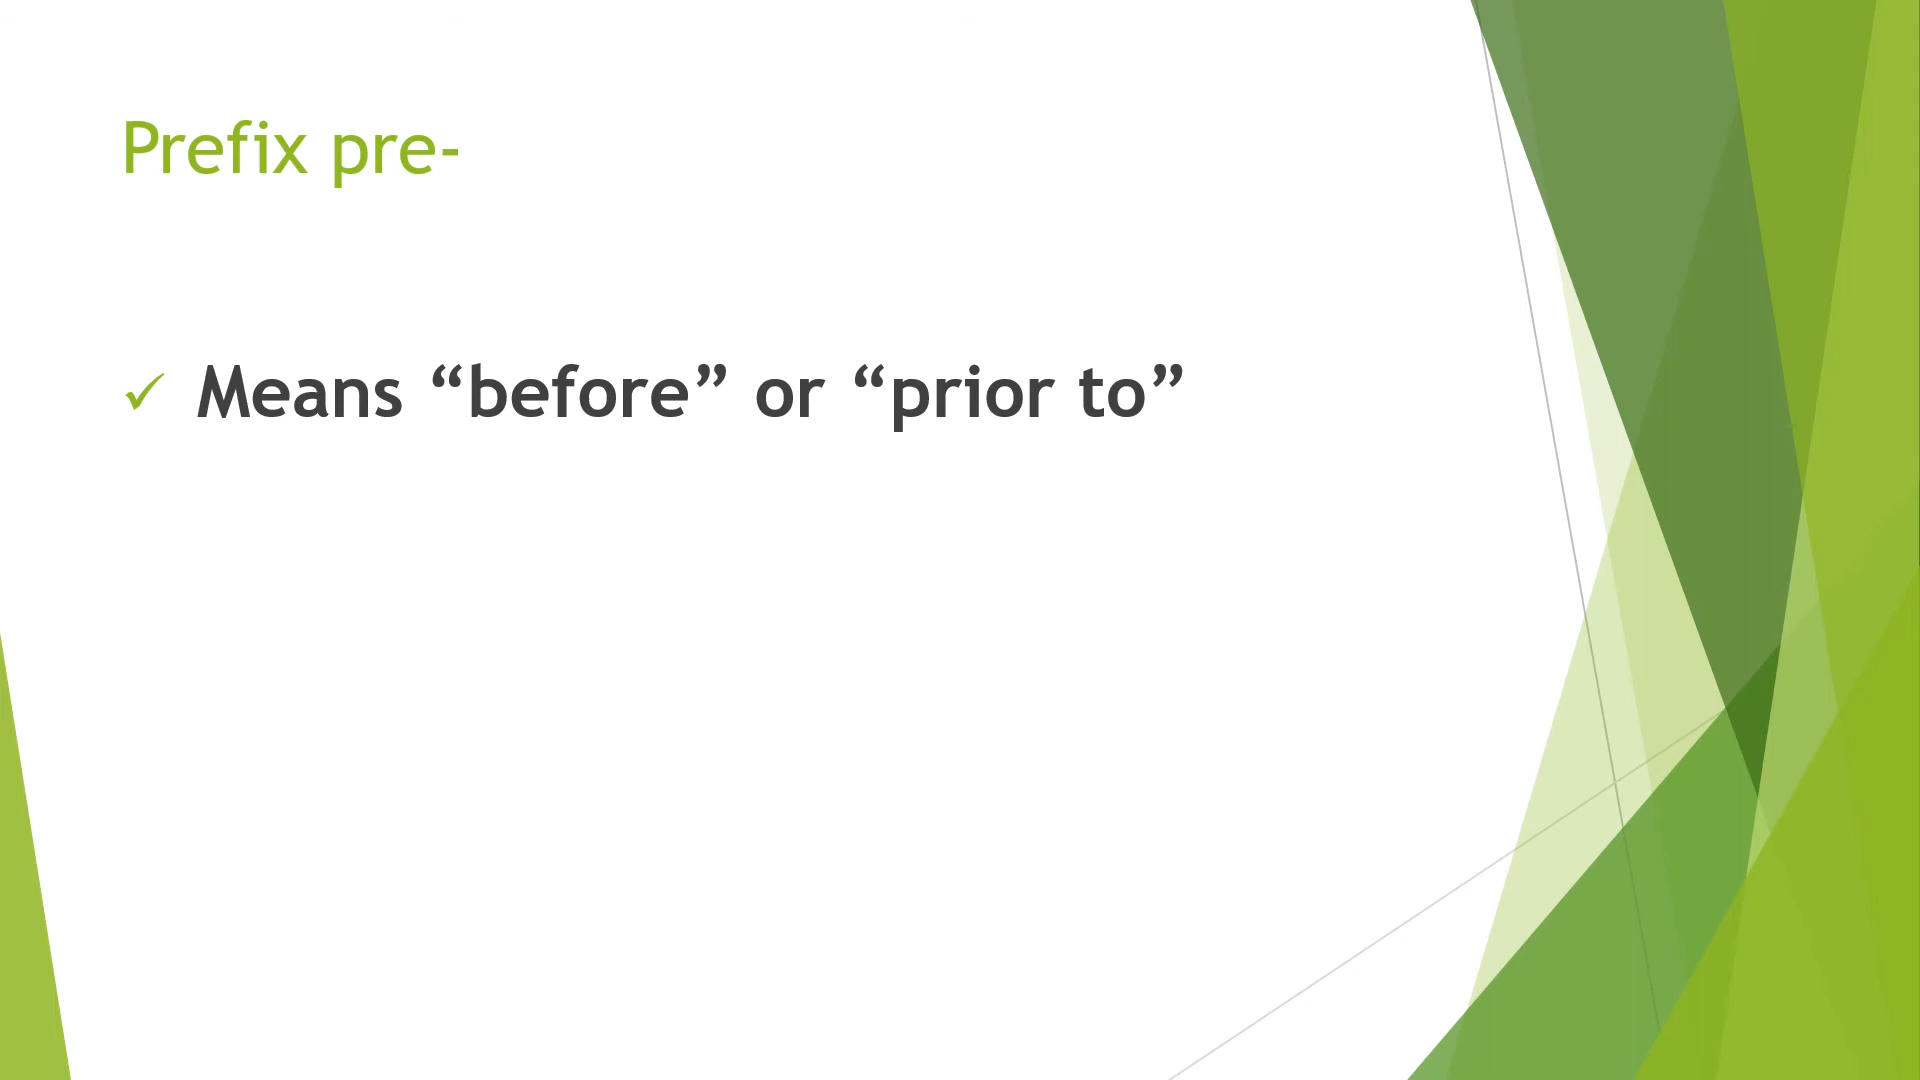 Prefix pre-
✓ Means “before” or “prior to”